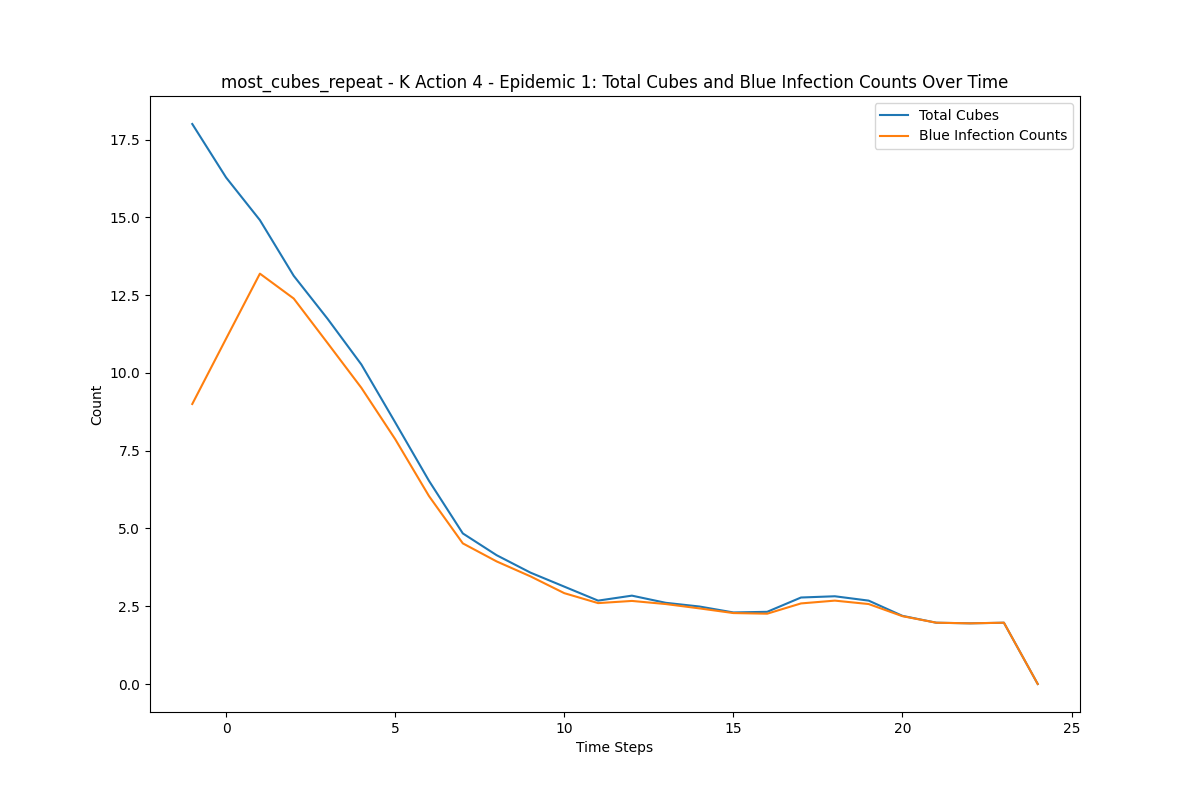 most_cubes_repeat - K Action 4 - Epidemic 1: Total Cubes and Blue Infection Counts Over Time
Total Cubes
Blue Infection Counts
17.5
15.0
12.5
10.0
7.5
5.0
2.5
0.0
Count
0 5 10 15 20 25
Time Steps